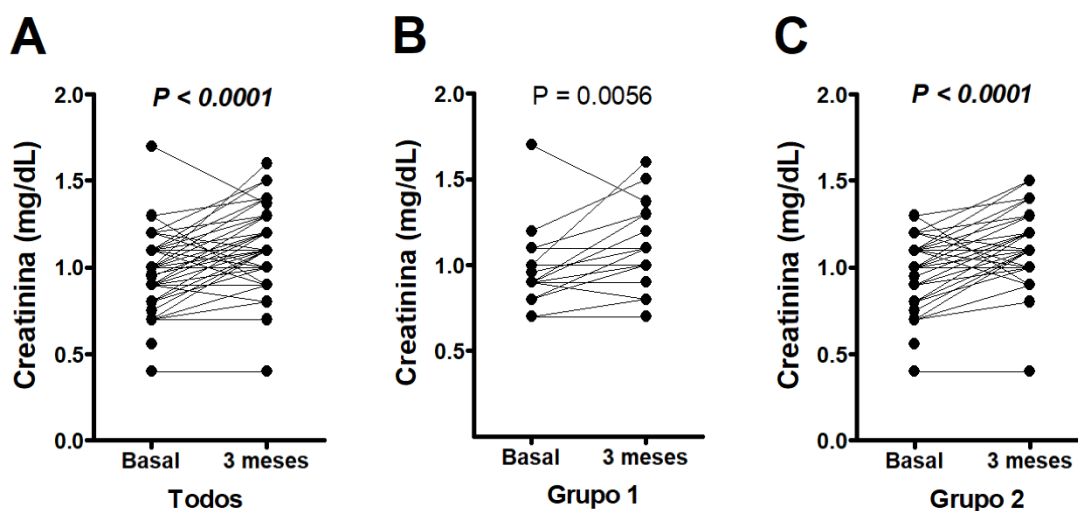 A
P < 0.0001
Creatinina (mg/dL)
2.0
1.5
1.0
0.5
0.0
Basal 3 meses
Todos
B
P = 0.0056
Creatinina (mg/dL)
2.0
1.5
1.0
0.5
Basal 3 meses
Grupo 1
C
P < 0.0001
Creatinina (mg/dL)
2.0
1.5
1.0
0.5
0.0
Basal 3 meses
Grupo 2